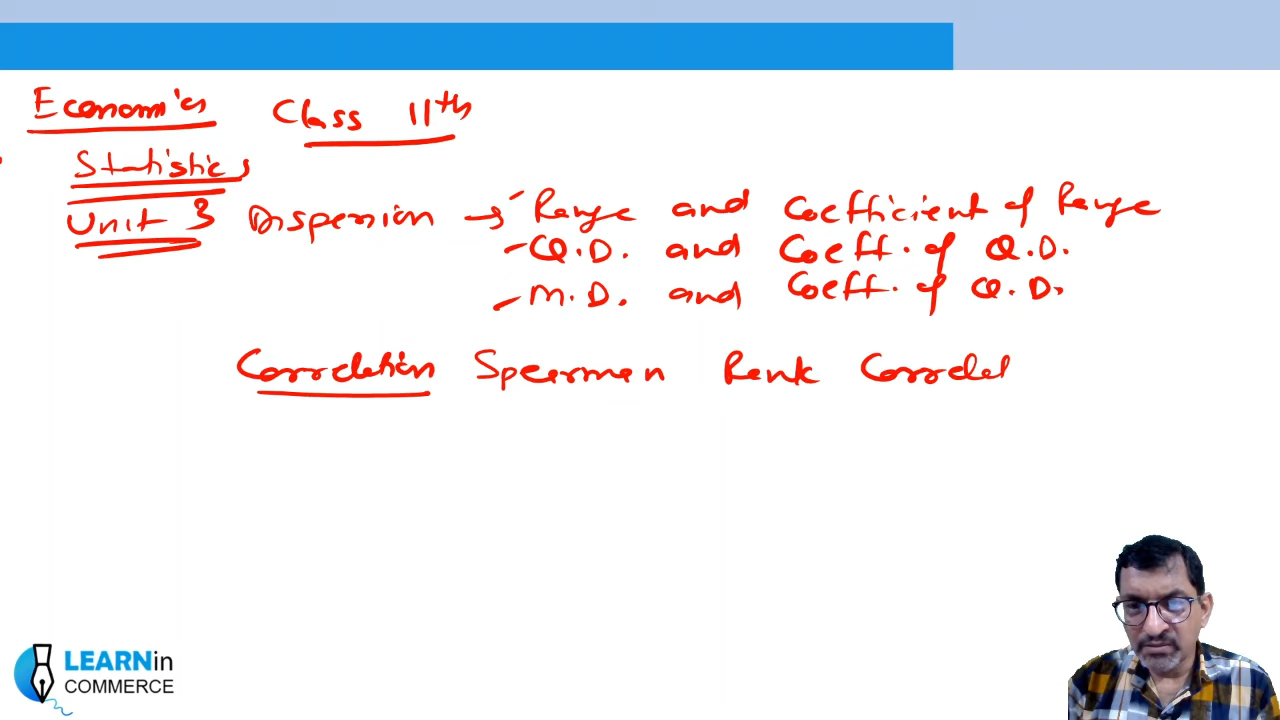 Economics Class 11th
Statistics
Unit 3 Dispersion → Range and Coefficient of Range
- Q.D. and Coeff. of Q.D.
- M.D. and Coeff. of Q.D.
Correlation Spearman Rank Correlat
LEARNin
COMMERCE